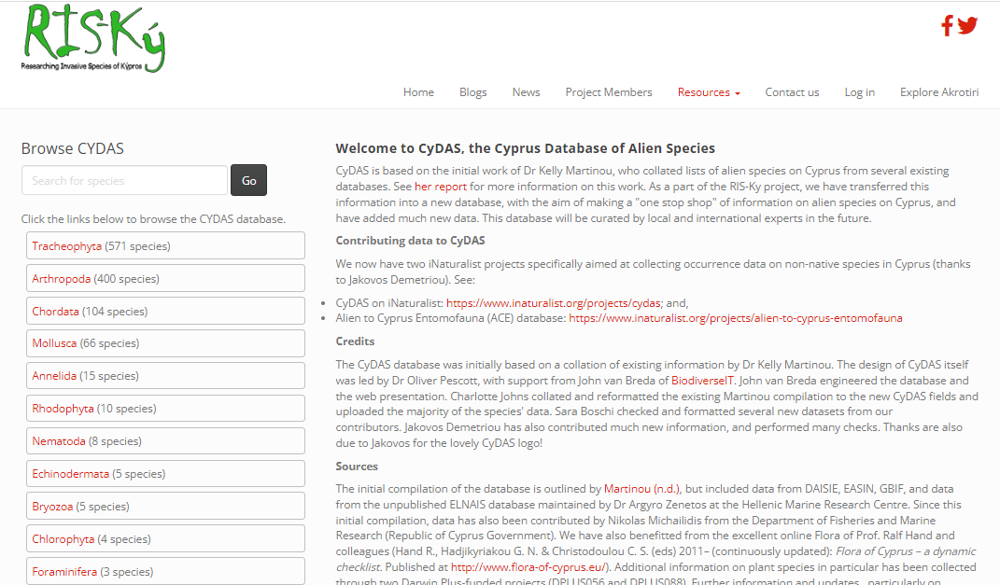 RIS-Ký
Researching Invasive Species of Kýpros
Home Blogs News Project Members Resources Contact us Log in Explore Akrotiri
Browse CYDAS
Search for species
Go
Click the links below to browse the CYDAS database.
Tracheophyta (571 species)
Arthropoda (400 species)
Chordata (104 species)
Mollusca (66 species)
Annelida (15 species)
Rhodophyta (10 species)
Nematoda (8 species)
Echinodermata (5 species)
Bryozoa (5 species)
Chlorophyta (4 species)
Foraminifera (3 species)
Welcome to CyDAS, the Cyprus Database of Alien Species
CyDAS is based on the initial work of Dr Kelly Martinou, who collated lists of alien species on Cyprus from several existing
databases. See her report for more information on this work. As a part of the RIS-Ky project, we have transferred this
information into a new database, with the aim of making a "one stop shop" of information on alien species on Cyprus, and
have added much new data. This database will be curated by local and international experts in the future.
Contributing data to CyDAS
We now have two iNaturalist projects specifically aimed at collecting occurrence data on non-native species in Cyprus (thanks
to Jakovos Demetriou). See:
• CyDAS on iNaturalist: https://www.inaturalist.org/projects/cydas; and,
• Alien to Cyprus Entomofauna (ACE) database: https://www.inaturalist.org/projects/alien-to-cyprus-entomofauna
Credits
The CyDAS database was initially based on a collation of existing information by Dr Kelly Martinou. The design of CyDAS itself
was led by Dr Oliver Pescott, with support from John van Breda of BiodiverseIT. John van Breda engineered the database and
the web presentation. Charlotte Johns collated and reformatted the existing Martinou compilation to the new CyDAS fields and
uploaded the majority of the species' data. Sara Boschi checked and formatted several new datasets from our
contributors. Jakovos Demetriou has also contributed much new information, and performed many checks. Thanks are also
due to Jakovos for the lovely CyDAS logo!
Sources
The initial compilation of the database is outlined by Martinou (n.d.), but included data from DAISIE, EASIN, GBIF, and data
from the unpublished ELNAIS database maintained by Dr Argyro Zenetos at the Hellenic Marine Research Centre. Since this
initial compilation, data has also been contributed by Nikolas Michailidis from the Department of Fisheries and Marine
Research (Republic of Cyprus Government). We have also benefitted from the excellent online Flora of Prof. Ralf Hand and
colleagues (Hand R., Hadjikyriakou G. N. & Christodoulou C. S. (eds) 2011– (continuously updated): Flora of Cyprus – a dynamic
checklist. Published at http://www.flora-of-cyprus.eu/). Additional information on plant species in particular has been collected
through two Darwin Plus-funded projects (DPLUS056 and DPLUS088). Further information and updates, particularly on